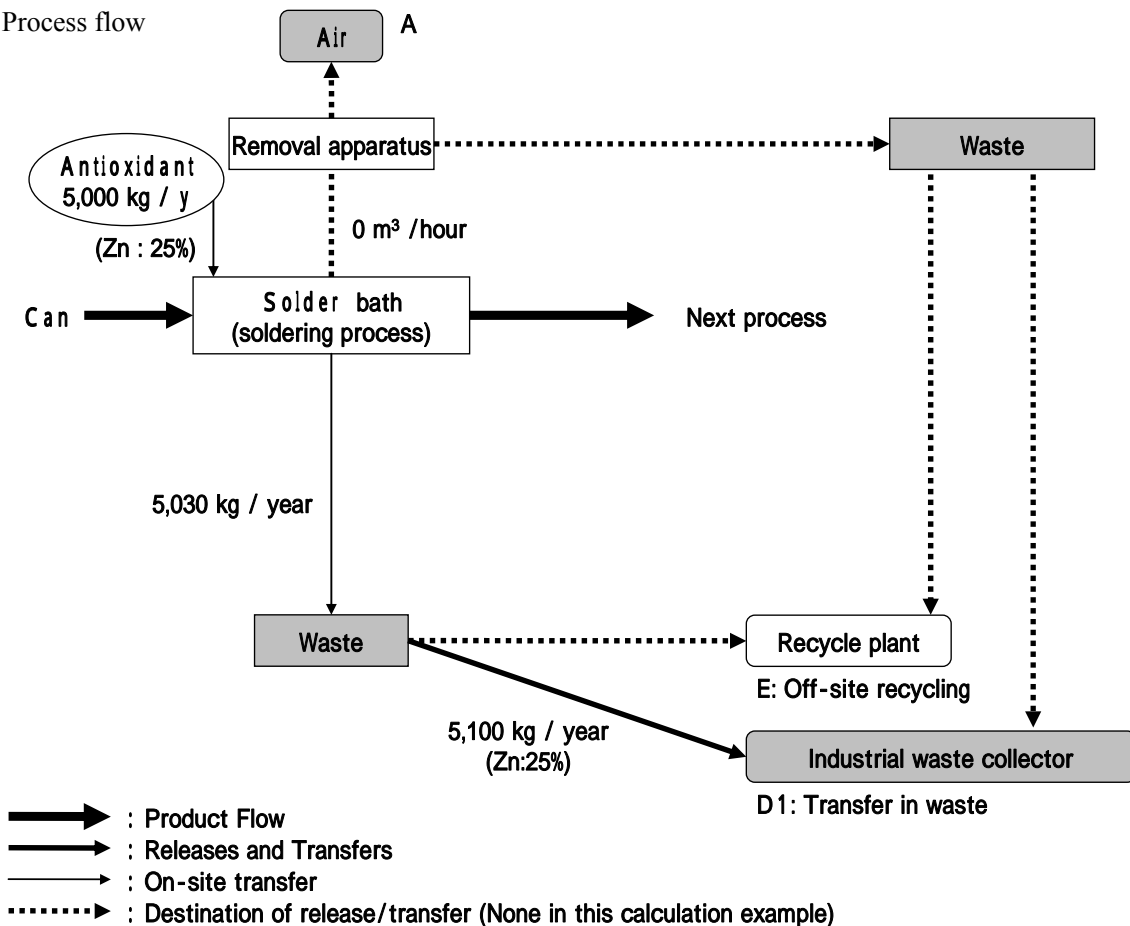 Process flow
Air
A
Removal apparatus
Waste
Antioxidant
5,000 kg / y
(Zn : 25%)
0 m³ /hour
Can
Solder bath
(soldering process)
Next process
5,030 kg / year
Waste
Recycle plant
E: Off-site recycling
5,100 kg / year
(Zn:25%)
Industrial waste collector
D1: Transfer in waste
: Product Flow
: Releases and Transfers
: On-site transfer
: Destination of release/transfer (None in this calculation example)